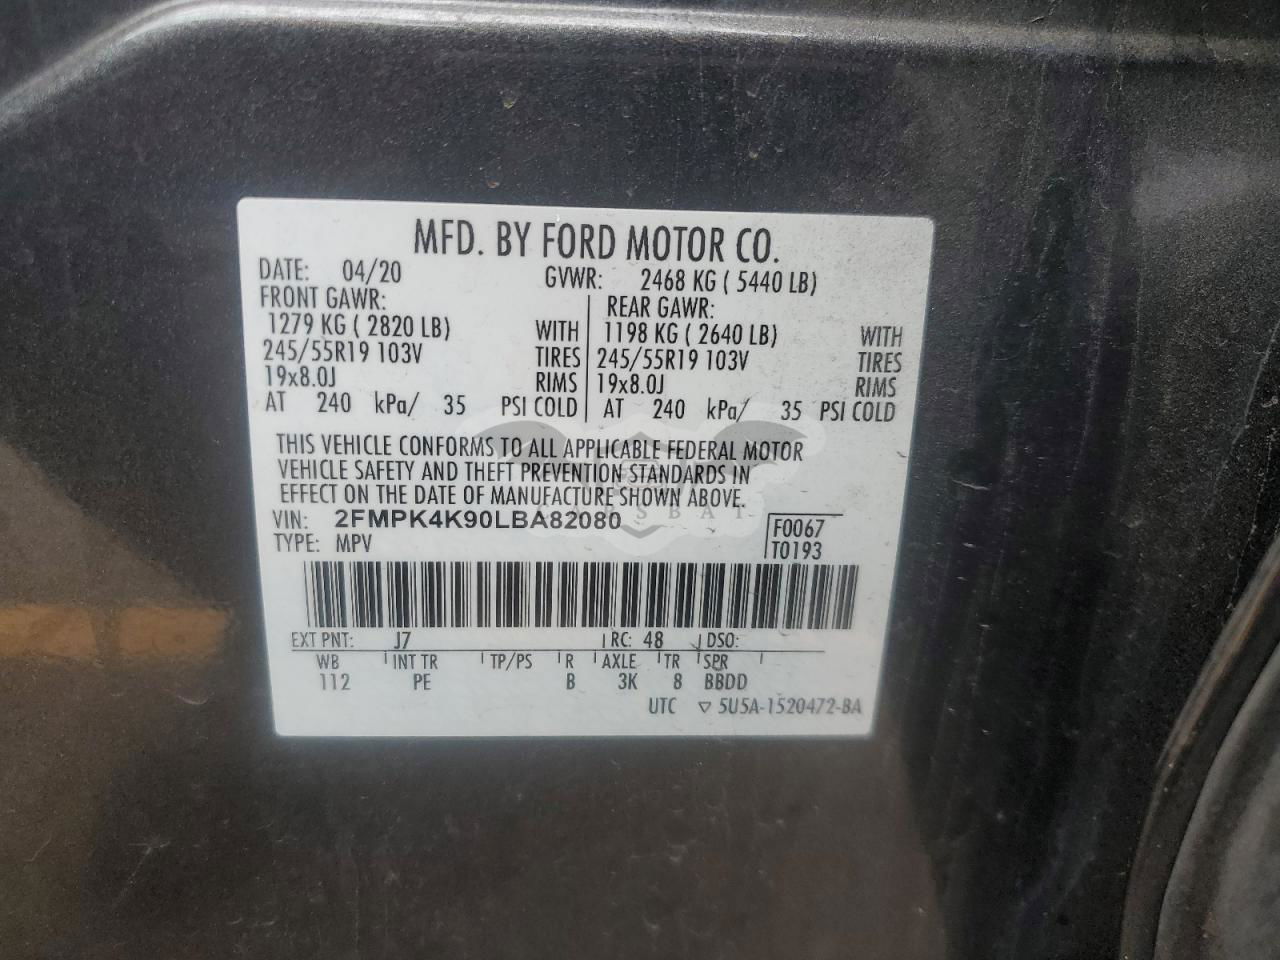 MFD. BY FORD MOTOR CO.
DATE: 04/20 GVWR: 2468 KG ( 5440 LB)
FRONT GAWR: REAR GAWR:
1279 KG ( 2820 LB) WITH 1198 KG ( 2640 LB) WITH
245/55R19 103V TIRES 245/55R19 103V TIRES
19x8.0J RIMS 19x8.0J RIMS
AT 240 kPa/ 35 PSI COLD AT 240 kPa/ 35 PSI COLD
THIS VEHICLE CONFORMS TO ALL APPLICABLE FEDERAL MOTOR
VEHICLE SAFETY AND THEFT PREVENTION STANDARDS IN
EFFECT ON THE DATE OF MANUFACTURE SHOWN ABOVE.
CARSBAT
VIN: 2FMPK4K90LBA82080 F0067
TYPE: MPV T0193
EXT PNT: J7 RC: 48 DSO:
WB INT TR TP/PS R AXLE TR SPR
112 PE B 3K 8 BBDD
UTC ▽ 5U5A-1520472-BA